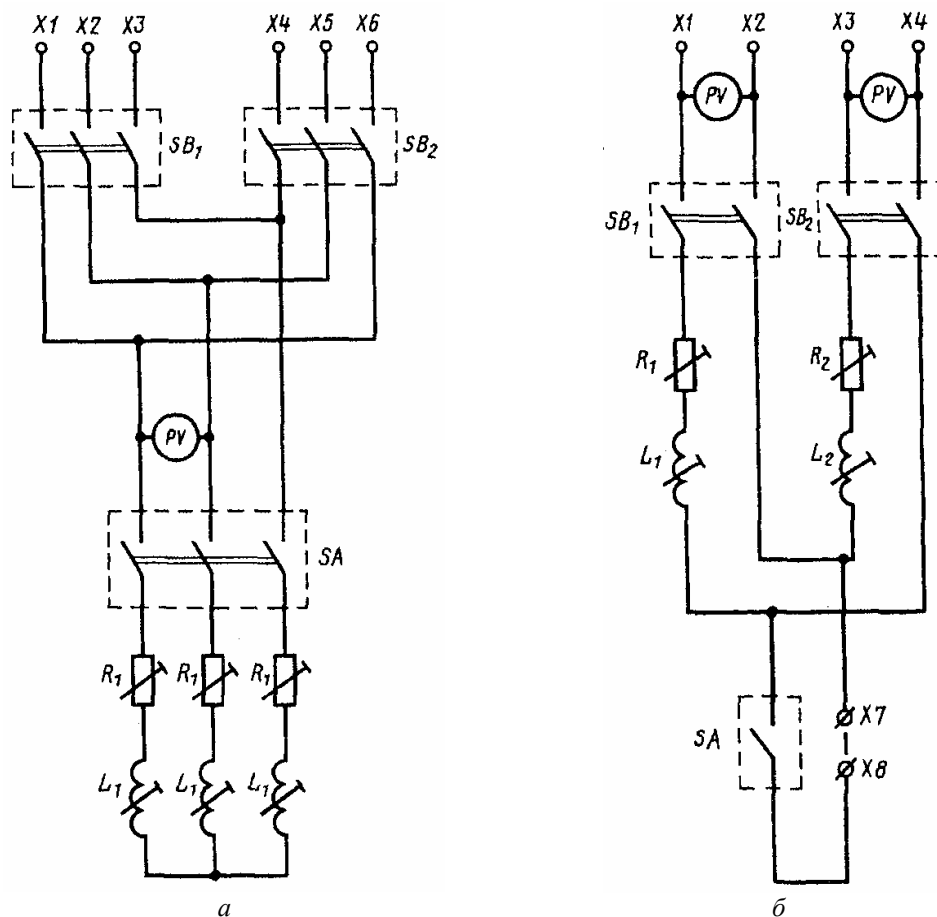 X1 X2 X3 X4 X5 X6
SB1 SB2
PV
SA
R1 R1 R1
L1 L1 L1
а
X1 X2 X3 X4
PV PV
SB1 SB2
R1 R2
L1 L2
SA X7
X8
б